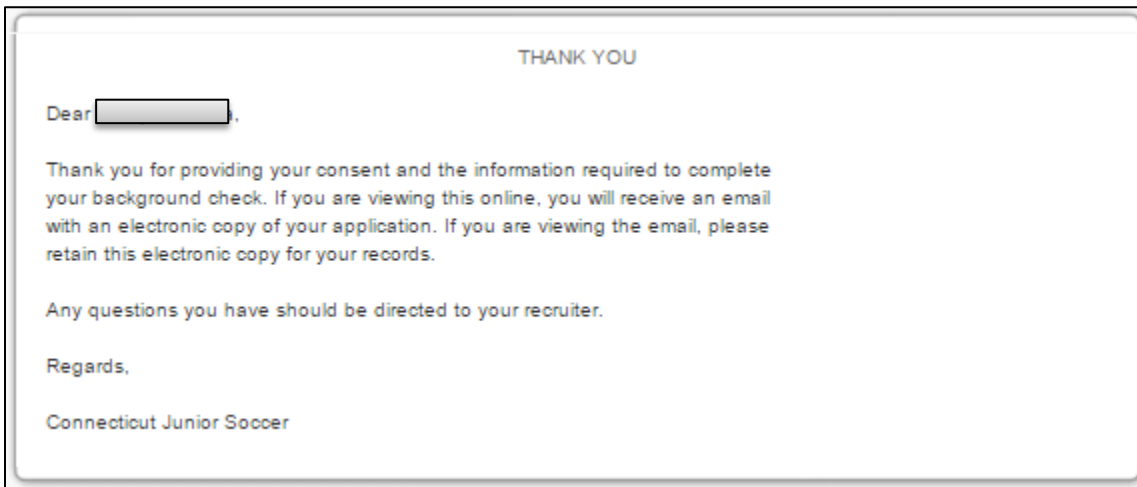 THANK YOU
Dear ,
Thank you for providing your consent and the information required to complete
your background check. If you are viewing this online, you will receive an email
with an electronic copy of your application. If you are viewing the email, please
retain this electronic copy for your records.
Any questions you have should be directed to your recruiter.
Regards,
Connecticut Junior Soccer